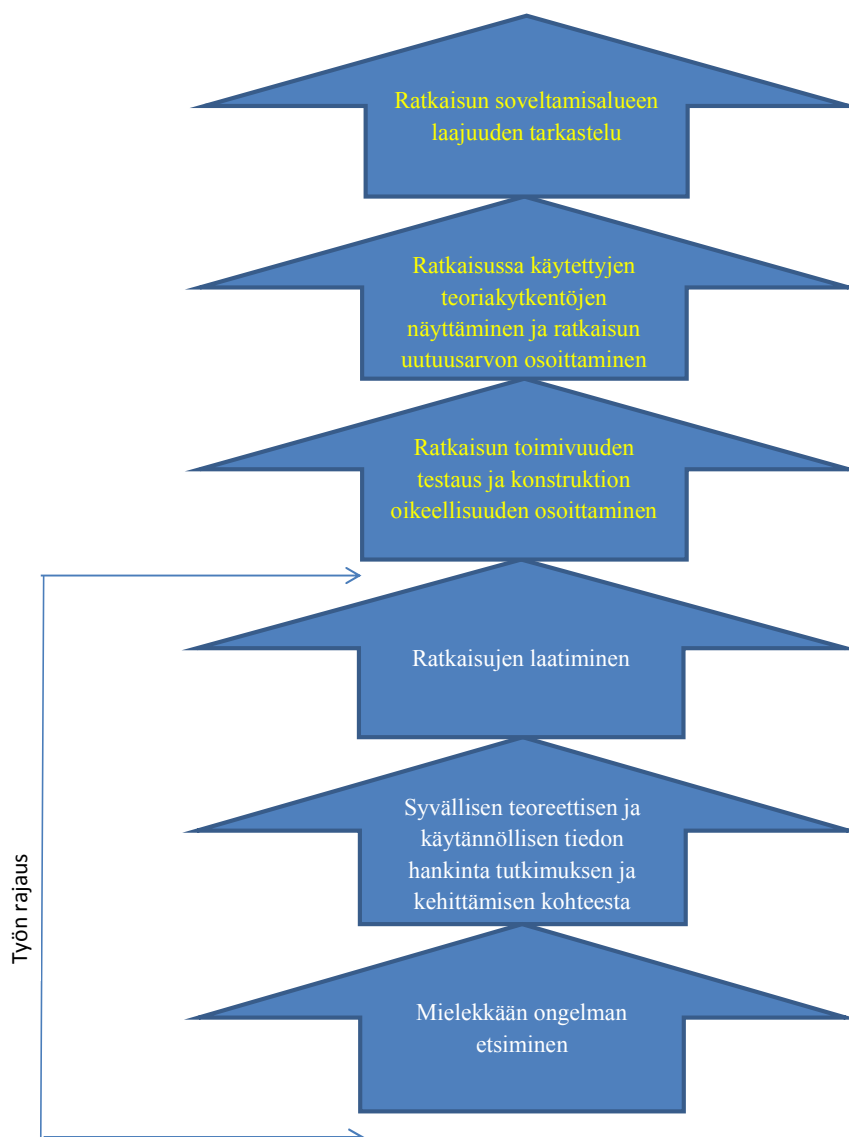 Ratkaisun soveltamisalueen
laajuuden tarkastelu
Ratkaisussa käytettyjen
teoriakytkentöjen
näyttäminen ja ratkaisun
uutuusarvon osoittaminen
Ratkaisun toimivuuden
testaus ja konstruktion
oikeellisuuden osoittaminen
Ratkaisujen laatiminen
Syvällisen teoreettisen ja
käytännöllisen tiedon
hankinta tutkimuksen ja
kehittämisen kohteesta
Mielekkään ongelman
etsiminen
Työn rajaus